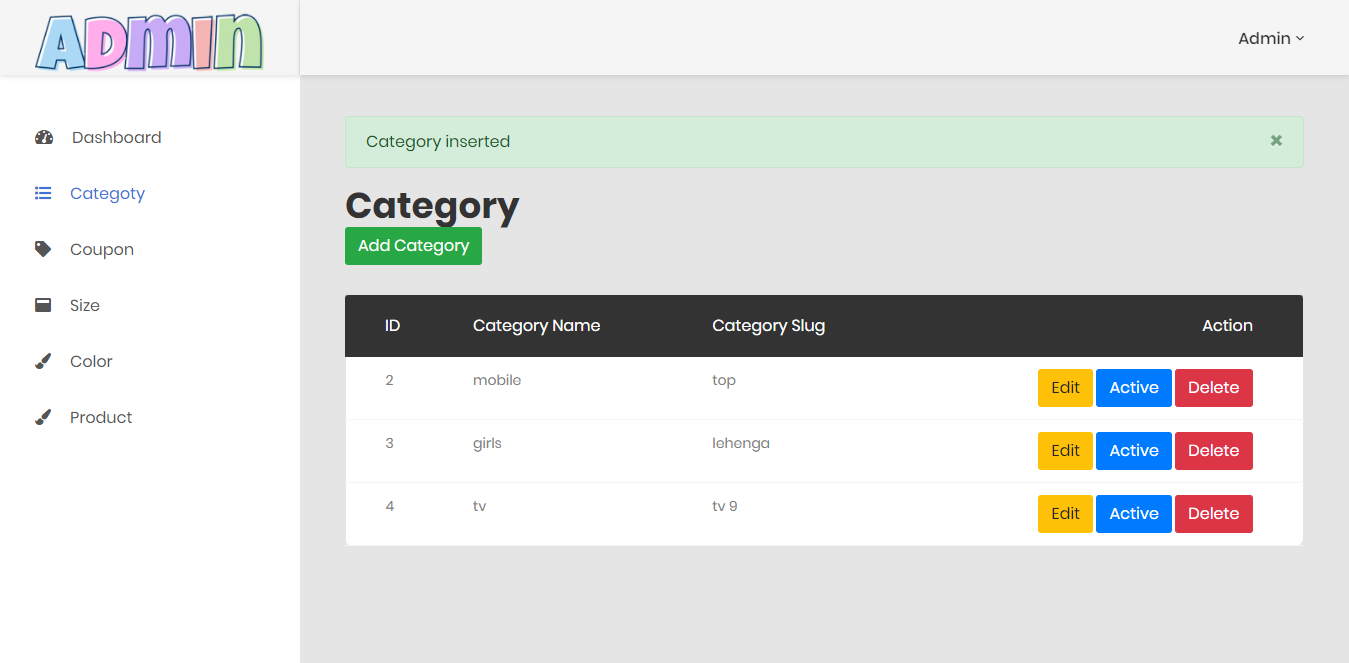 ADMIN
Admin
Dashboard
Categoty
Coupon
Size
Color
Product
Category inserted
Category
Add Category
ID Category Name Category Slug Action
2 mobile top Edit Active Delete
3 girls lehenga Edit Active Delete
4 tv tv 9 Edit Active Delete